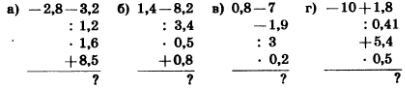 а) −2,8−3,2 б) 1,4−8,2 в) 0,8−7 г) −10+1,8
: 1,2 : 3,4 −1,9 : 0,41
· 1,6 · 0,5 : 3 +5,4
+8,5 +0,8 · 0,2 · 0,5
? ? ? ?